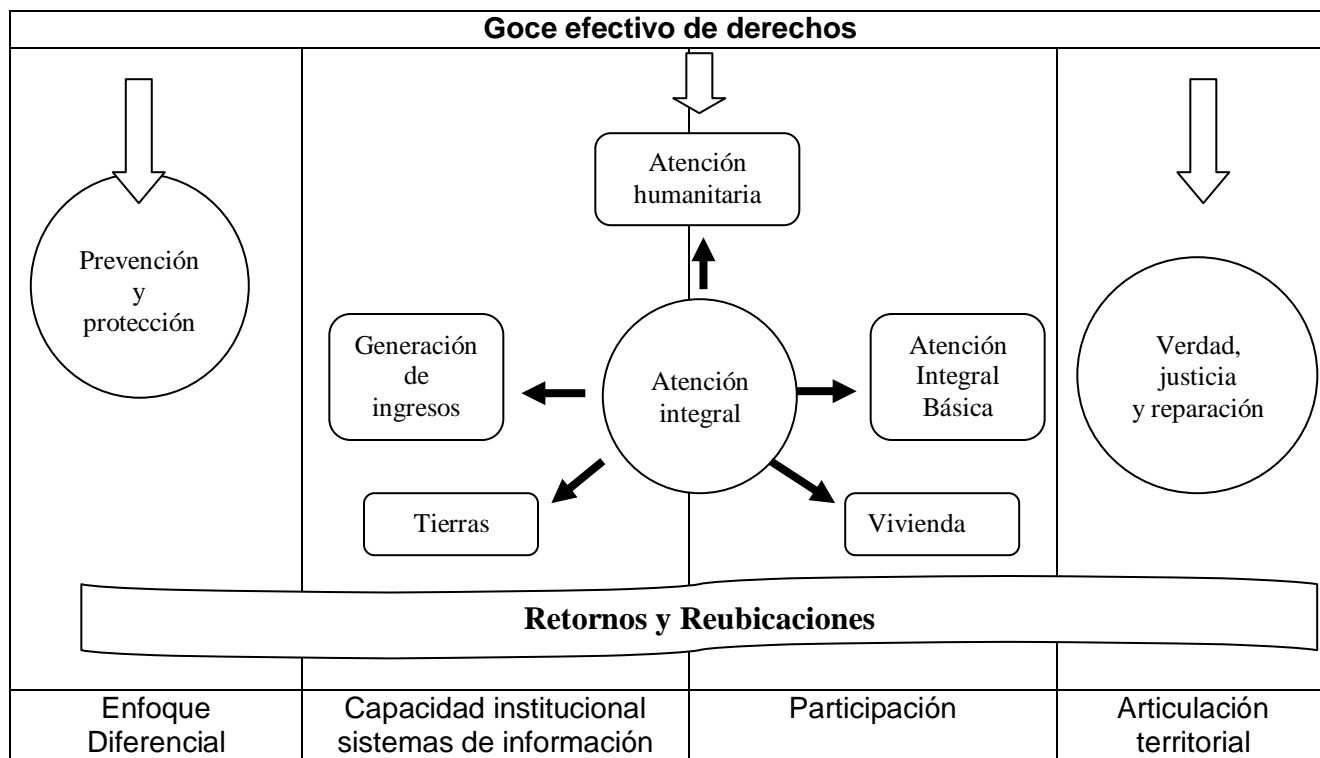 Goce efectivo de derechos
Atención
humanitaria
Prevención
y
protección
Generación
de
ingresos
Atención
integral
Atención
Integral
Básica
Verdad,
justicia
y reparación
Tierras
Vivienda
Retornos y Reubicaciones
Enfoque
Diferencial
Capacidad institucional
sistemas de información
Participación
Articulación
territorial